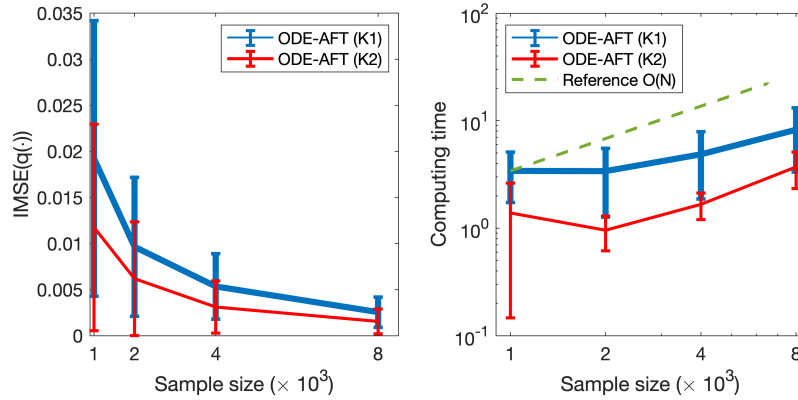 0.035
0.03
0.025
0.02
0.015
0.01
0.005
0
IMSE(q(·))
1 2 4 8
Sample size (× 10³)
ODE-AFT (K1)
ODE-AFT (K2)
10²
10¹
10⁰
10⁻¹
Computing time
1 2 4 8
Sample size (× 10³)
ODE-AFT (K1)
ODE-AFT (K2)
Reference O(N)